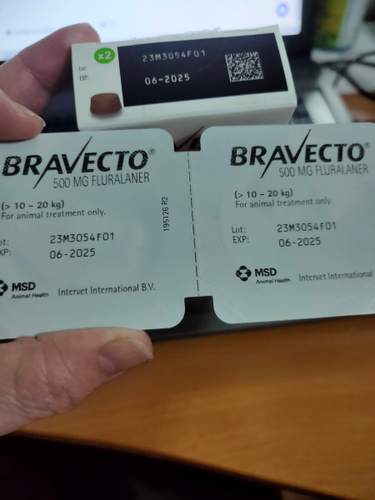 x2
Lot:
EXP:
23M3054F01
06-2025
BRAVECTO®
500 MG FLURALANER
(> 10 – 20 kg)
For animal treatment only.
Lot: 23M3054F01
EXP: 06-2025
195126 R2
MSD
Animal Health
Intervet International B.V.
BRAVECTO®
500 MG FLURALANER
(> 10 – 20 kg)
For animal treatment only.
Lot: 23M3054F01
EXP: 06-2025
MSD
Animal Health
Intervet International